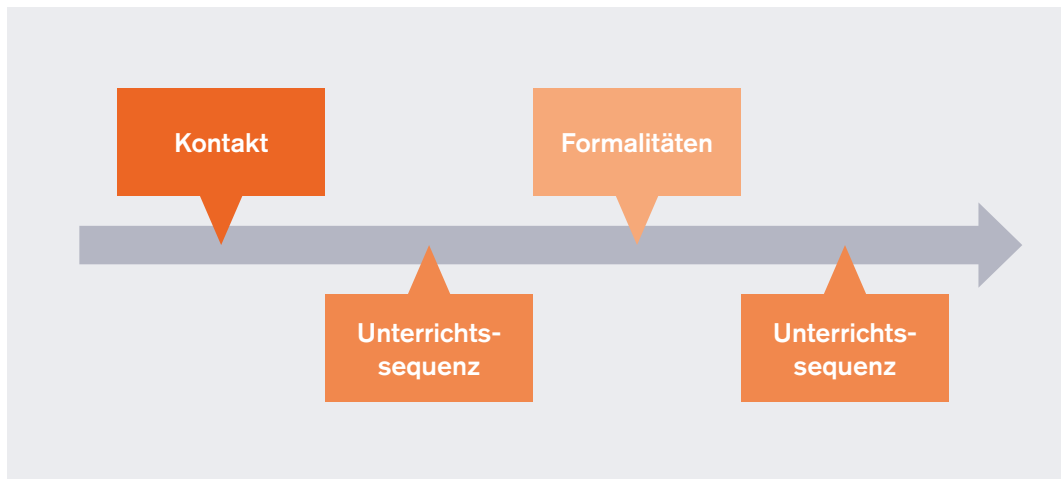 Kontakt
Formalitäten
Unterrichts-
sequenz
Unterrichts-
sequenz